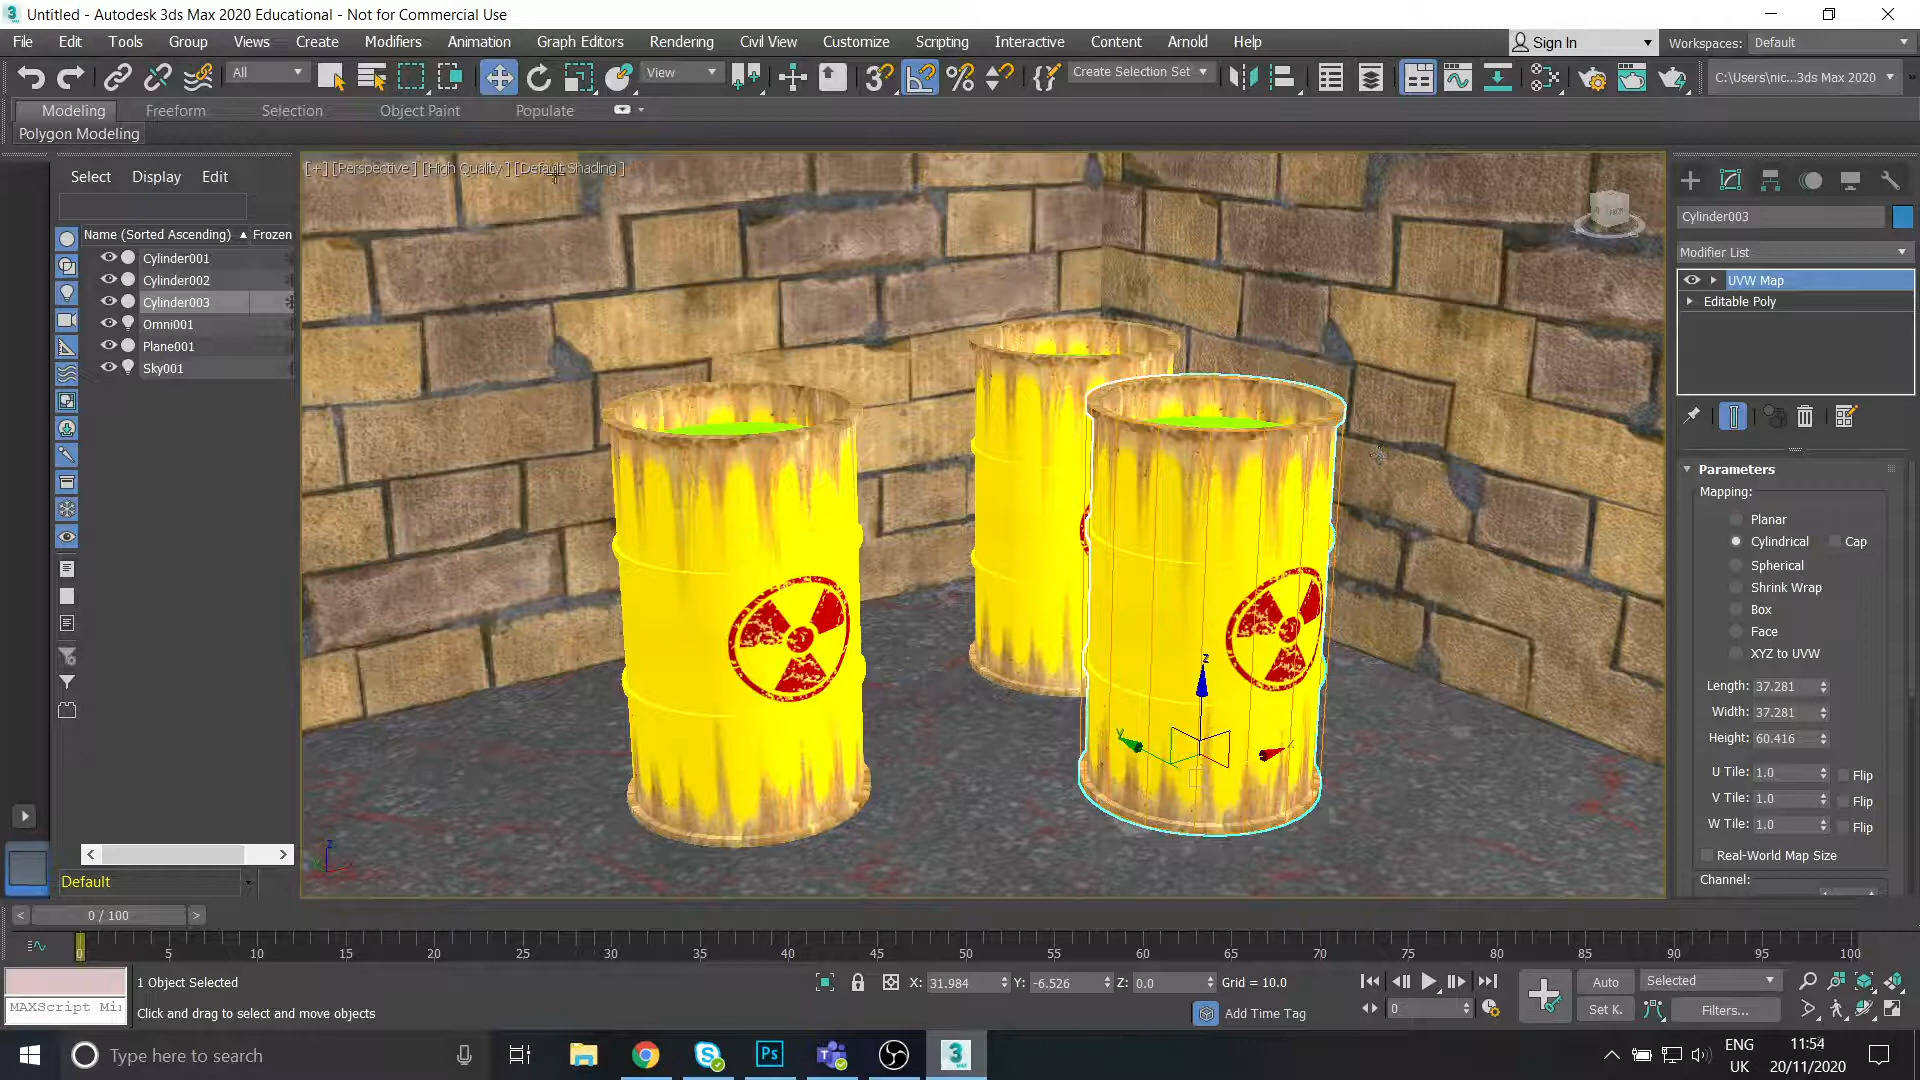 Untitled - Autodesk 3ds Max 2020 Educational - Not for Commercial Use
File Edit Tools Group Views Create Modifiers Animation Graph Editors Rendering Civil View Customize Scripting Interactive Content Arnold Help
Sign In
Workspaces: Default
All
View
Create Selection Set
C:\Users\nic...3ds Max 2020
Modeling Freeform Selection Object Paint Populate
Polygon Modeling
Select Display Edit
Name (Sorted Ascending) Frozen
Cylinder001
Cylinder002
Cylinder003
Omni001
Plane001
Sky001
Default
[+] [Perspective] [High Quality] [Default Shading]
Z
Y
X
Z
Cylinder003
Modifier List
UVW Map
Editable Poly
Parameters
Mapping:
Planar
Cylindrical Cap
Spherical
Shrink Wrap
Box
Face
XYZ to UVW
Length: 37.281
Width: 37.281
Height: 60.416
U Tile: 1.0 Flip
V Tile: 1.0 Flip
W Tile: 1.0 Flip
Real-World Map Size
Channel:
< 0 / 100 >
0 5 10 15 20 25 30 35 40 45 50 55 60 65 70 75 80 85 90 95 100
MAXScript Mi
1 Object Selected
Click and drag to select and move objects
X: 31.984 Y: -6.526 Z: 0.0 Grid = 10.0
Add Time Tag
0
Auto Selected
Set K. Filters...
Type here to search
Ps
3
ENG
UK
11:54
20/11/2020